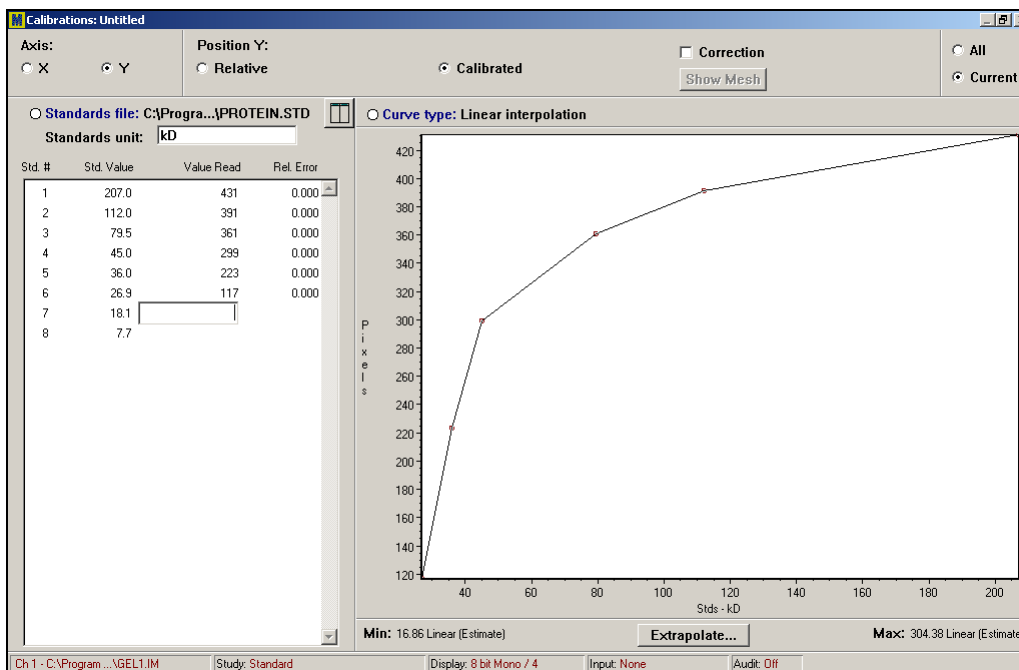 Calibrations: Untitled
Axis:
X
Y
Position Y:
Relative
Calibrated
Correction
Show Mesh
All
Current
Standards file: C:\Progra...\PROTEIN.STD
Standards unit: kD
Std. # Std. Value Value Read Rel. Error
1 207.0 431 0.000
2 112.0 391 0.000
3 79.5 361 0.000
4 45.0 299 0.000
5 36.0 223 0.000
6 26.9 117 0.000
7 18.1
8 7.7
Curve type: Linear interpolation
420
400
380
360
340
320
300
280
260
240
220
200
180
160
140
120
Pixels
40 60 80 100 120 140 160 180 200
Stds - kD
Min: 16.86 Linear (Estimate)
Extrapolate...
Max: 304.38 Linear (Estimate
Ch 1 - C:\Program ...\GEL1.IM
Study: Standard
Display: 8 bit Mono / 4
Input: None
Audit: Off